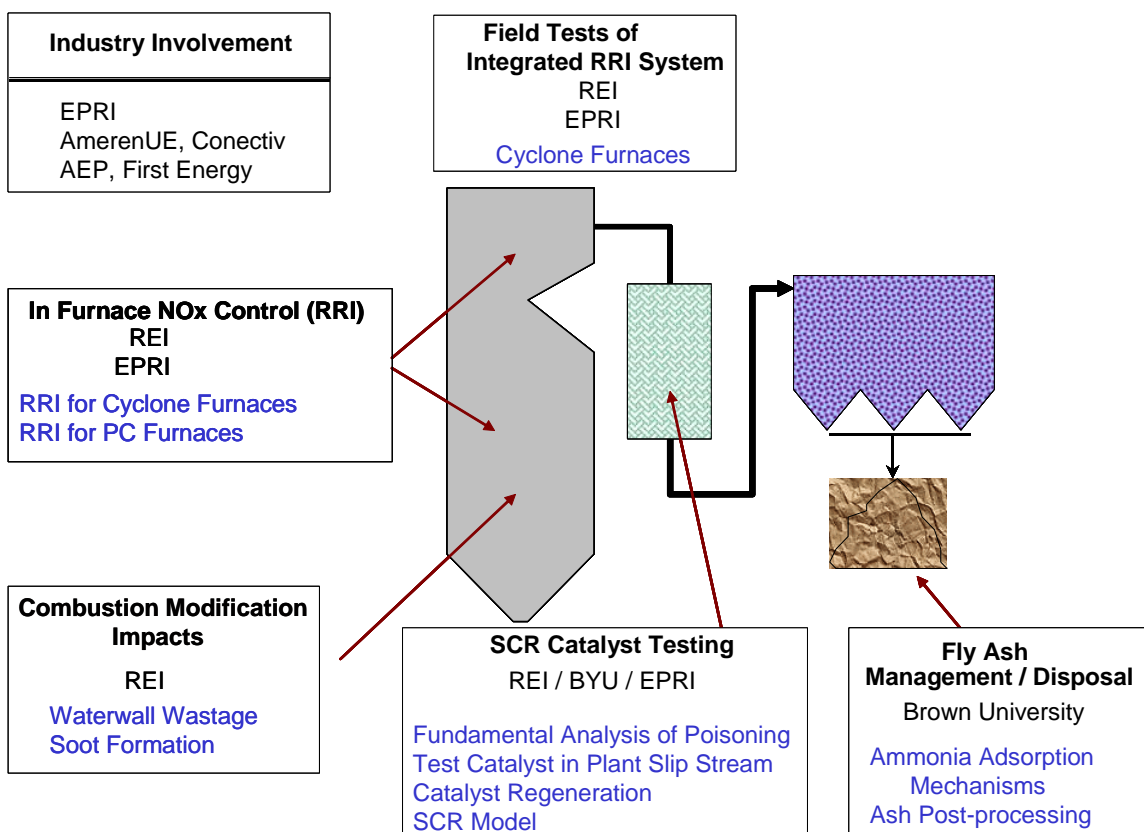 Industry Involvement
EPRI
AmerenUE, Conectiv
AEP, First Energy
Field Tests of
Integrated RRI System
REI
EPRI
Cyclone Furnaces
In Furnace NOx Control (RRI)
REI
EPRI
RRI for Cyclone Furnaces
RRI for PC Furnaces
Combustion Modification
Impacts
REI
Waterwall Wastage
Soot Formation
SCR Catalyst Testing
REI / BYU / EPRI
Fundamental Analysis of Poisoning
Test Catalyst in Plant Slip Stream
Catalyst Regeneration
SCR Model
Fly Ash
Management / Disposal
Brown University
Ammonia Adsorption
Mechanisms
Ash Post-processing